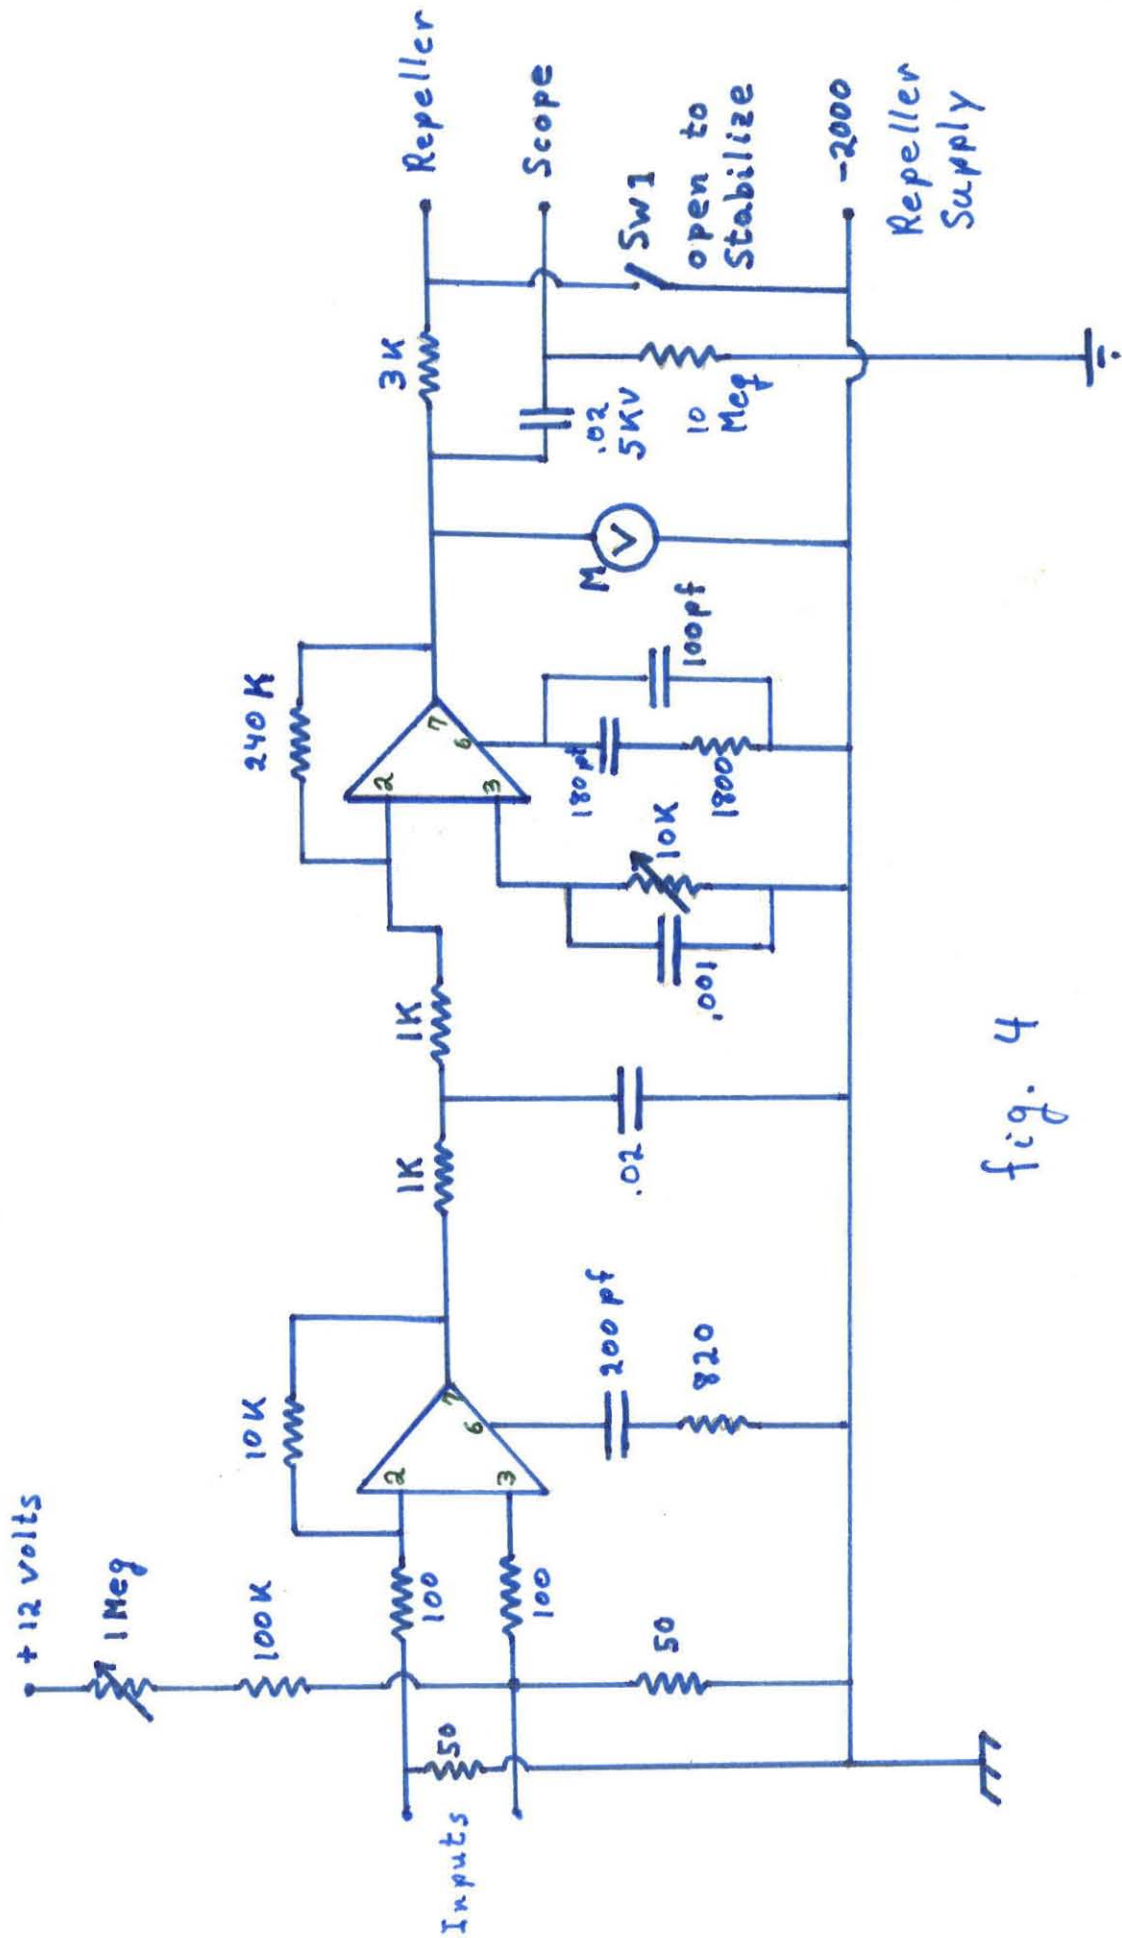 +12 volts
1 Meg
100K
Inputs
50
50
100
100
10K
2
3
6
7
200 pf
820
1K
.02
1K
240K
2
3
6
7
.001
10K
180pf
1800
100pf
M
V
3K
.02
5KV
10
Meg
Repeller
Scope
SW1
open to
Stabilize
-2000
Repeller
Supply
fig. 4